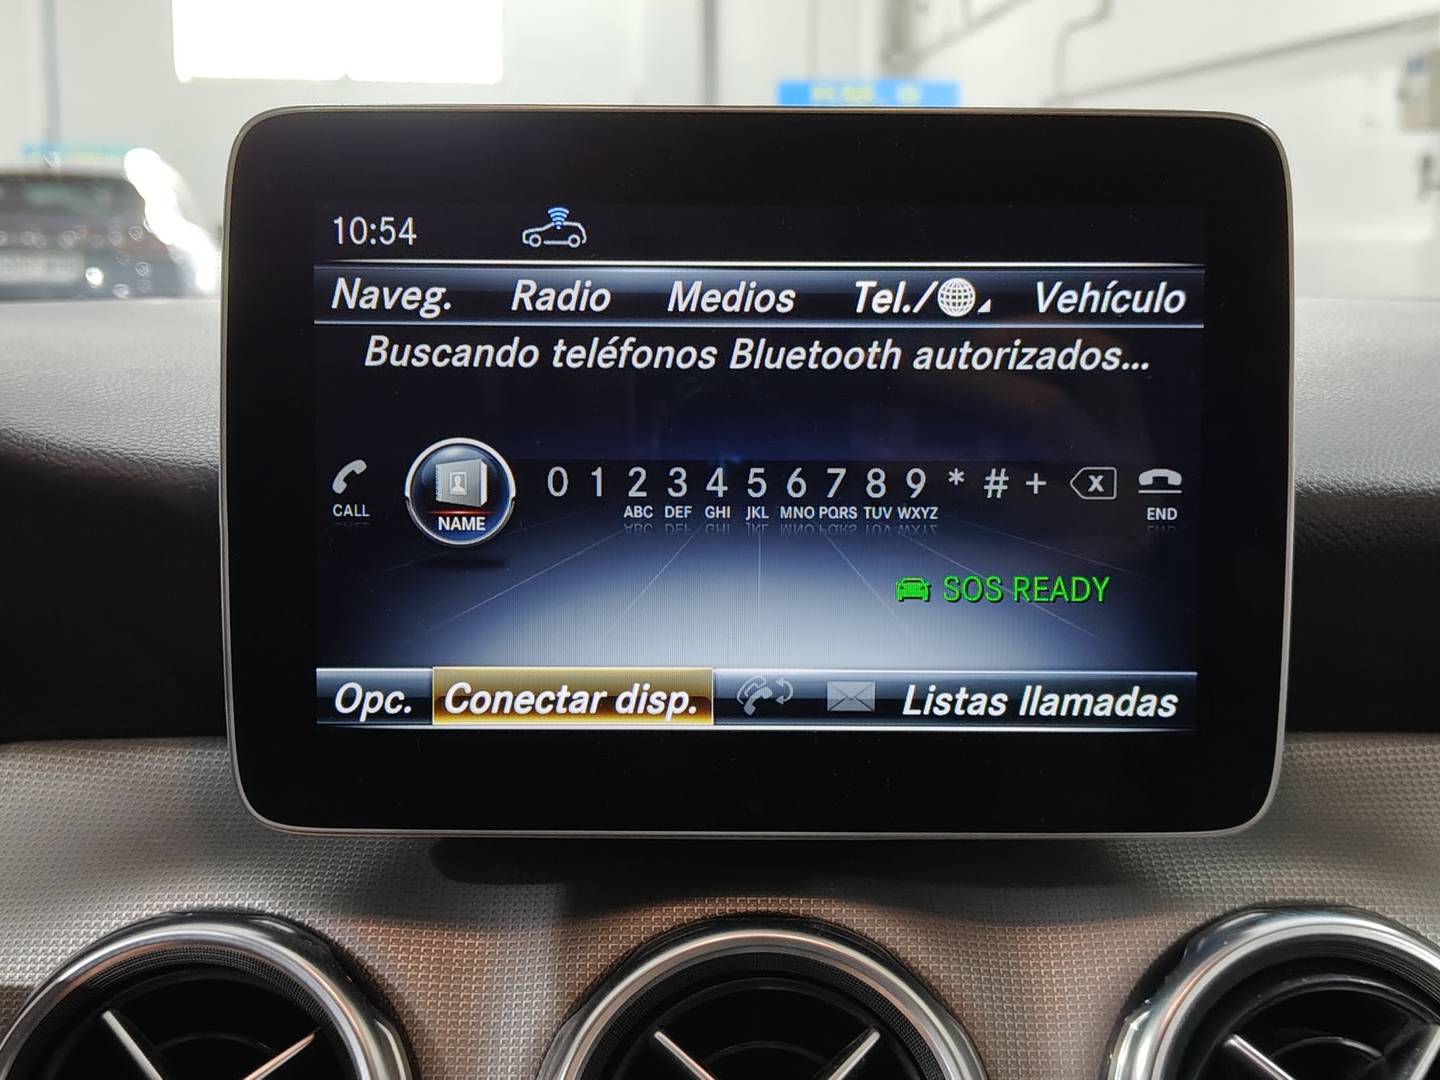 10:54
Naveg. Radio Medios Tel./ Vehículo
Buscando teléfonos Bluetooth autorizados...
CALL NAME 0 1 2 3 4 5 6 7 8 9 * # + x END
ABC DEF GHI JKL MNO PQRS TUV WXYZ
SOS READY
Opc. Conectar disp. Listas llamadas